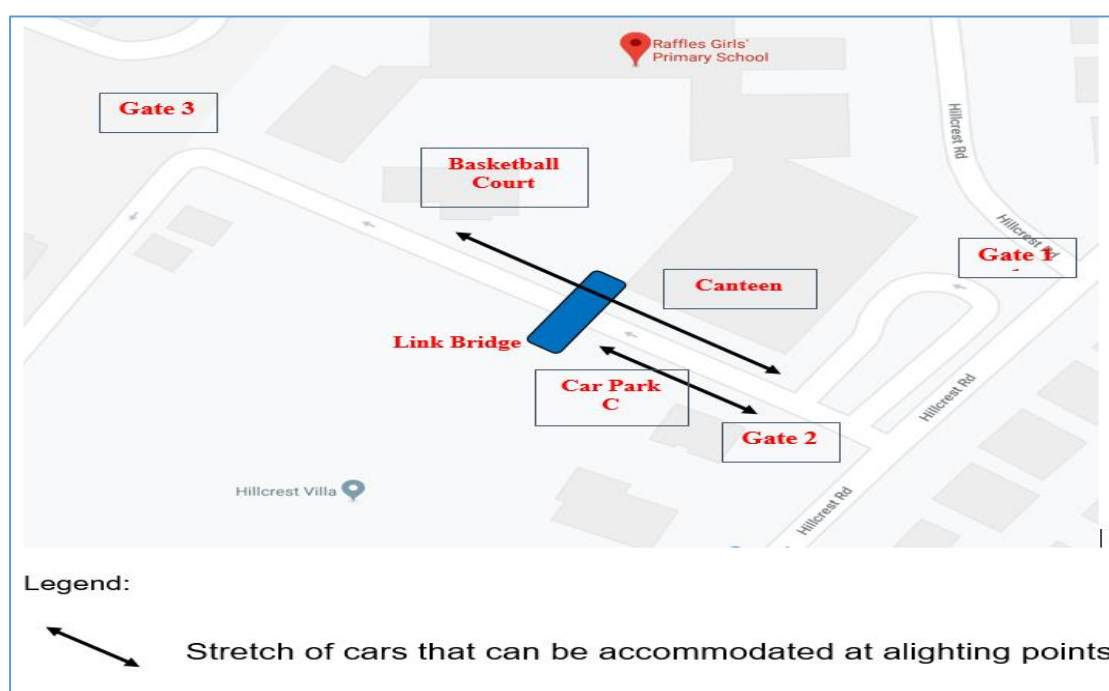 Raffles Girls'
Primary School
Gate 3
Hillcrest Rd
Basketball
Court
Hillcrest Rd
Gate 1
Canteen
Link Bridge
Car Park
C
Hillcrest Rd
Gate 2
Hillcrest Villa
Hillcrest Rd
Legend:
Stretch of cars that can be accommodated at alighting points